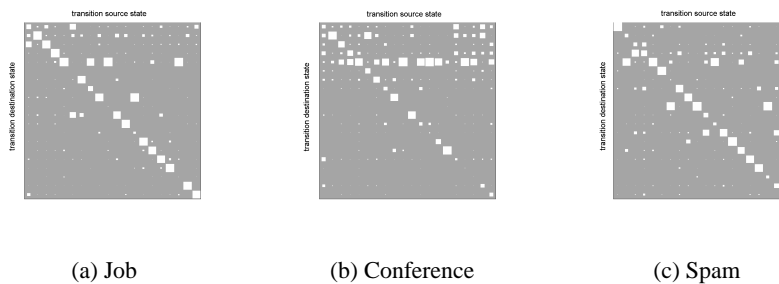 transition source state
transition destination state
(a) Job
transition source state
transition destination state
(b) Conference
transition source state
transition destination state
(c) Spam